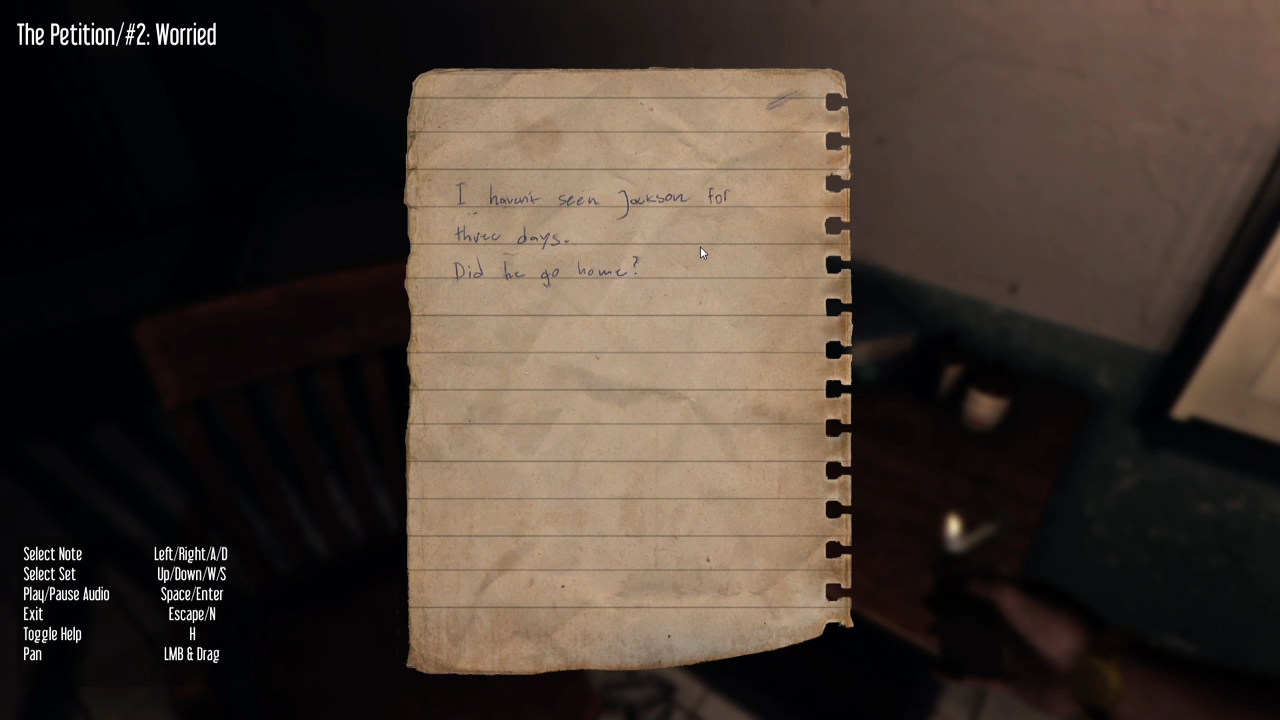 The Petition/#2: Worried
I haven't seen Jackson for
three days.
Did he go home?
Select Note Left/Right/A/D
Select Set Up/Down/W/S
Play/Pause Audio Space/Enter
Exit Escape/N
Toggle Help H
Pan LMB & Drag